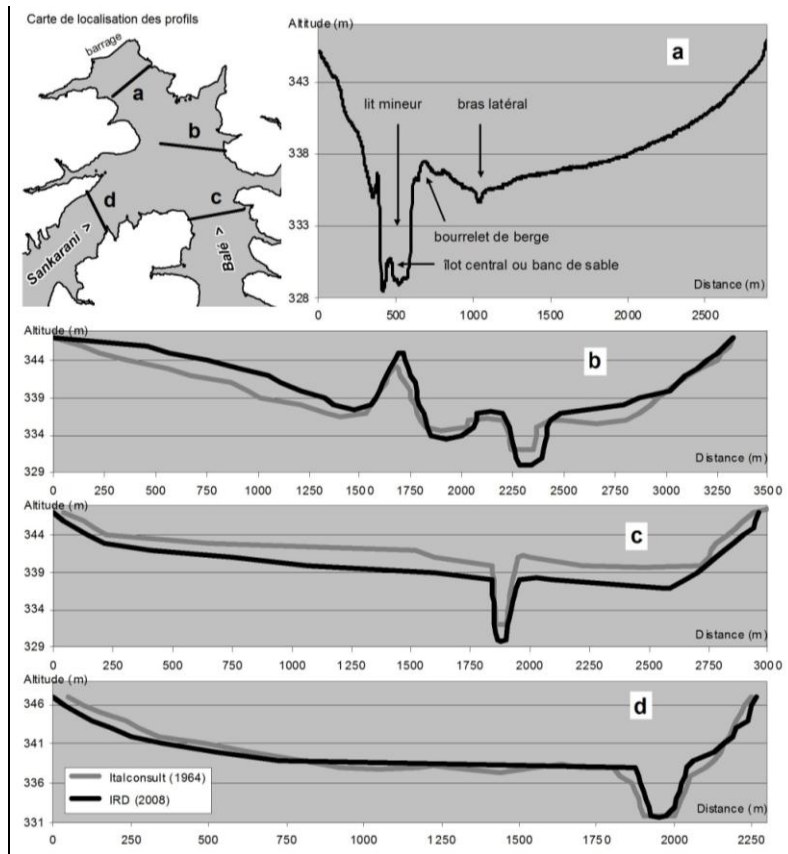 Carte de localisation des profils
barrage
a
b
c
d
Sankarani >
Balé >
Altitude (m)
a
343
338
333
328
lit mineur
bras latéral
bourrelet de berge
îlot central ou banc de sable
Distance (m)
0 500 1000 1500 2000 2500
Altitude (m)
b
344
339
334
329
Distance (m)
0 250 500 750 1000 1250 1500 1750 2000 2250 2500 2750 3000 3250 3500
Altitude (m)
c
344
339
334
329
Distance (m)
0 250 500 750 1000 1250 1500 1750 2000 2250 2500 2750 3000
Altitude (m)
d
346
341
336
331
Italconsult (1964)
IRD (2008)
Distance (m)
0 250 500 750 1000 1250 1500 1750 2000 2250